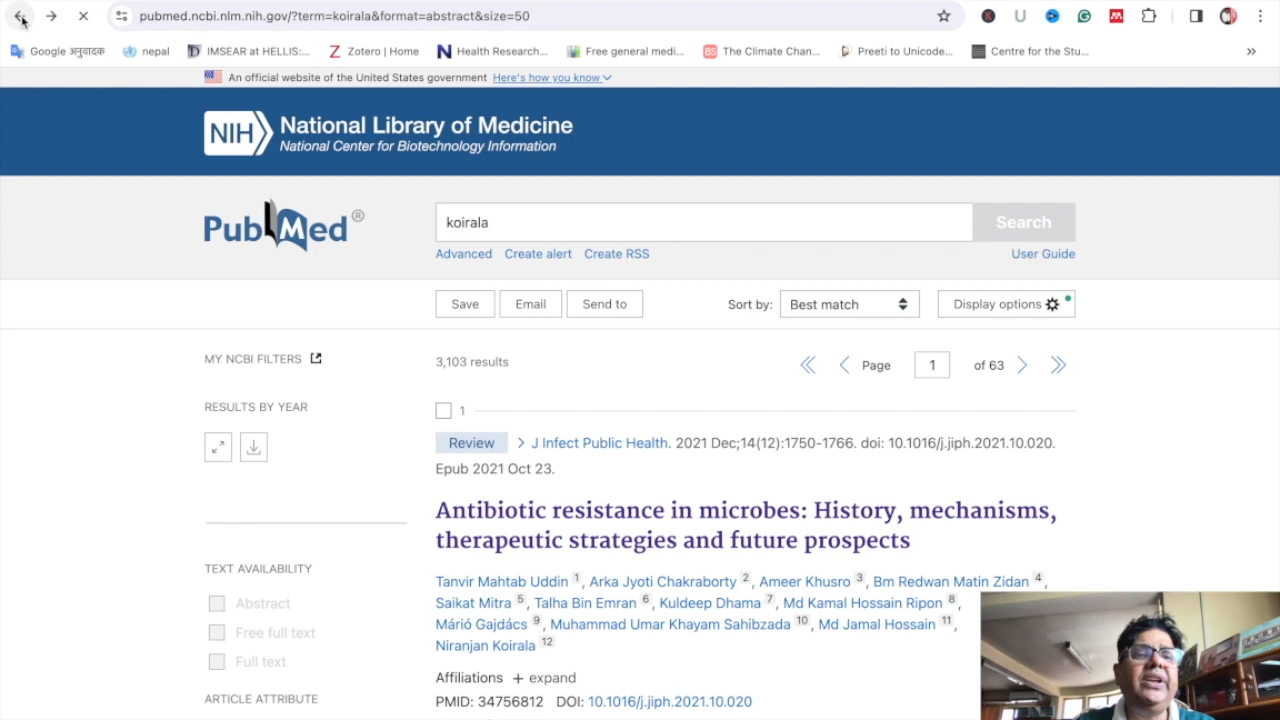 pubmed.ncbi.nlm.nih.gov/?term=koirala&format=abstract&size=50
Google अनुवादक nepal IMSEAR at HELLIS:... Zotero | Home Health Research... Free general medi... The Climate Chan... Preeti to Unicode... Centre for the Stu... »
An official website of the United States government Here's how you know
NIH National Library of Medicine
National Center for Biotechnology Information
PubMed® koirala Search
Advanced Create alert Create RSS User Guide
Save Email Send to Sort by: Best match Display options
MY NCBI FILTERS 3,103 results Page 1 of 63
RESULTS BY YEAR
1
Review J Infect Public Health. 2021 Dec;14(12):1750-1766. doi: 10.1016/j.jiph.2021.10.020.
Epub 2021 Oct 23.
Antibiotic resistance in microbes: History, mechanisms,
therapeutic strategies and future prospects
TEXT AVAILABILITY
Abstract
Free full text
Full text
ARTICLE ATTRIBUTE
Tanvir Mahtab Uddin 1, Arka Jyoti Chakraborty 2, Ameer Khusro 3, Bm Redwan Matin Zidan 4,
Saikat Mitra 5, Talha Bin Emran 6, Kuldeep Dhama 7, Md Kamal Hossain Ripon 8,
Márió Gajdács 9, Muhammad Umar Khayam Sahibzada 10, Md Jamal Hossain 11,
Niranjan Koirala 12
Affiliations + expand
PMID: 34756812 DOI: 10.1016/j.jiph.2021.10.020